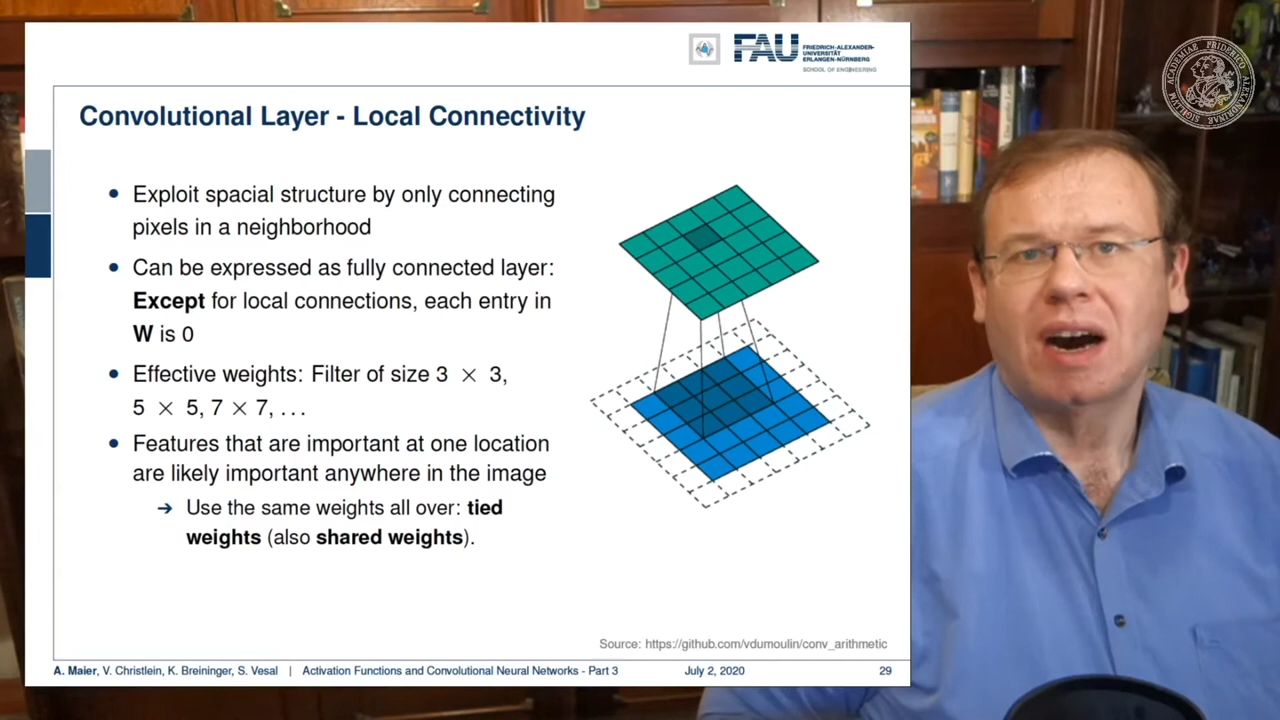 FAU
FRIEDRICH-ALEXANDER-
UNIVERSITÄT
ERLANGEN-NÜRNBERG
SCHOOL OF ENGINEERING
ACADEMIAE FRIDERICO ALEXANDRINAE SIGILLVM
Convolutional Layer - Local Connectivity
• Exploit spacial structure by only connecting
pixels in a neighborhood
• Can be expressed as fully connected layer:
Except for local connections, each entry in
W is 0
• Effective weights: Filter of size 3 × 3,
5 × 5, 7 × 7, . . .
• Features that are important at one location
are likely important anywhere in the image
→ Use the same weights all over: tied
weights (also shared weights).
Source: https://github.com/vdumoulin/conv_arithmetic
A. Maier, V. Christlein, K. Breininger, S. Vesal | Activation Functions and Convolutional Neural Networks - Part 3 July 2, 2020 29